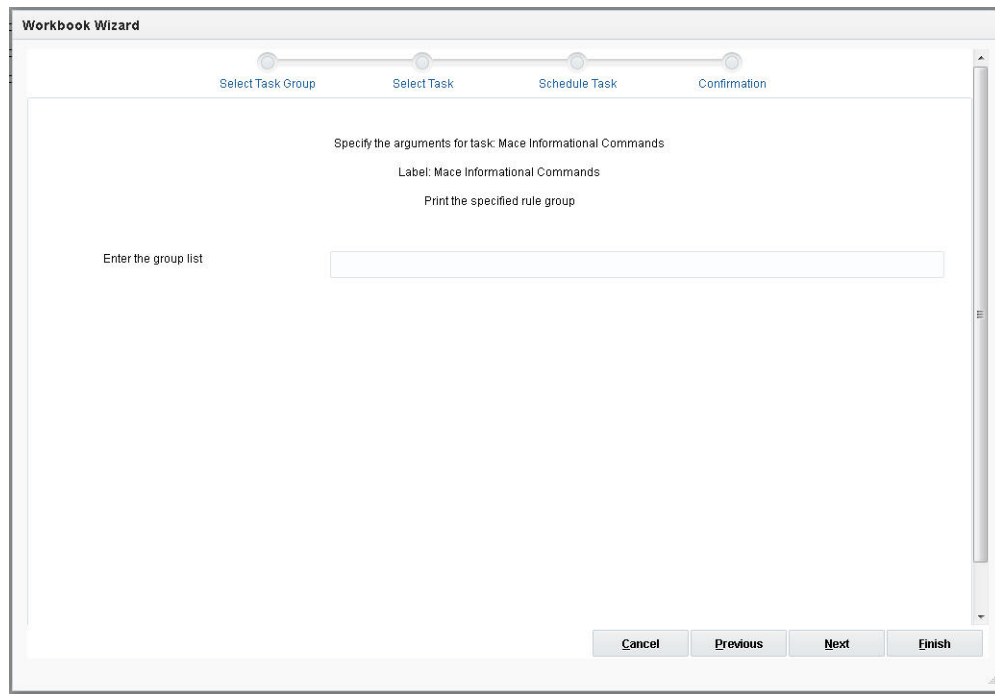 Workbook Wizard
Select Task Group Select Task Schedule Task Confirmation
Specify the arguments for task: Mace Informational Commands
Label: Mace Informational Commands
Print the specified rule group
Enter the group list
Cancel Previous Next Finish